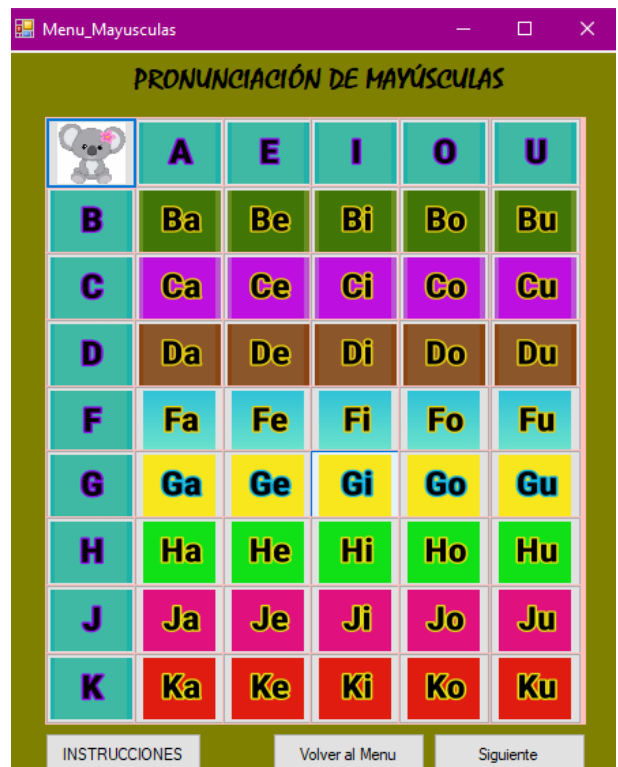 Menu_Mayusculas
PRONUNCIACIÓN DE MAYÚSCULAS
A E I O U
B Ba Be Bi Bo Bu
C Ca Ce Ci Co Cu
D Da De Di Do Du
F Fa Fe Fi Fo Fu
G Ga Ge Gi Go Gu
H Ha He Hi Ho Hu
J Ja Je Ji Jo Ju
K Ka Ke Ki Ko Ku
INSTRUCCIONES Volver al Menu Siguiente